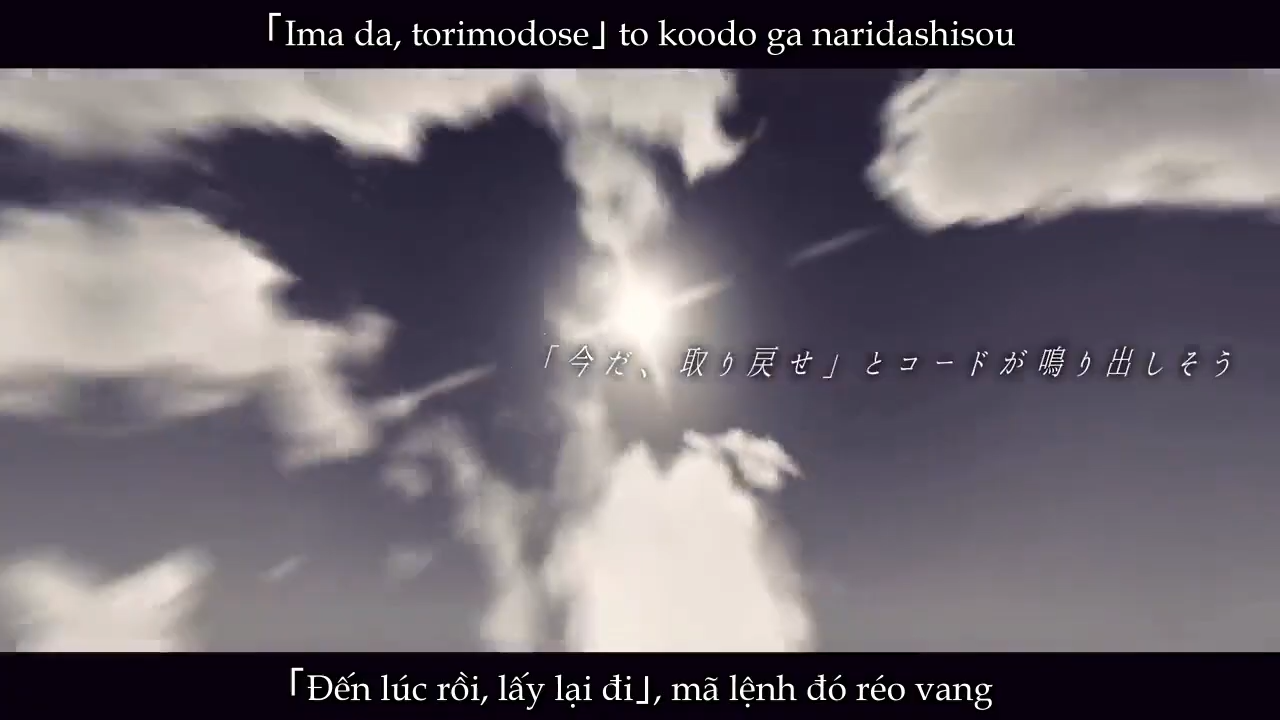 「Ima da, torimodose」 to koodo ga naridashisou
「今だ、取り戻せ」とコードが鳴り出しそう
「Đến lúc rồi, lấy lại đi」, mã lệnh đó réo vang